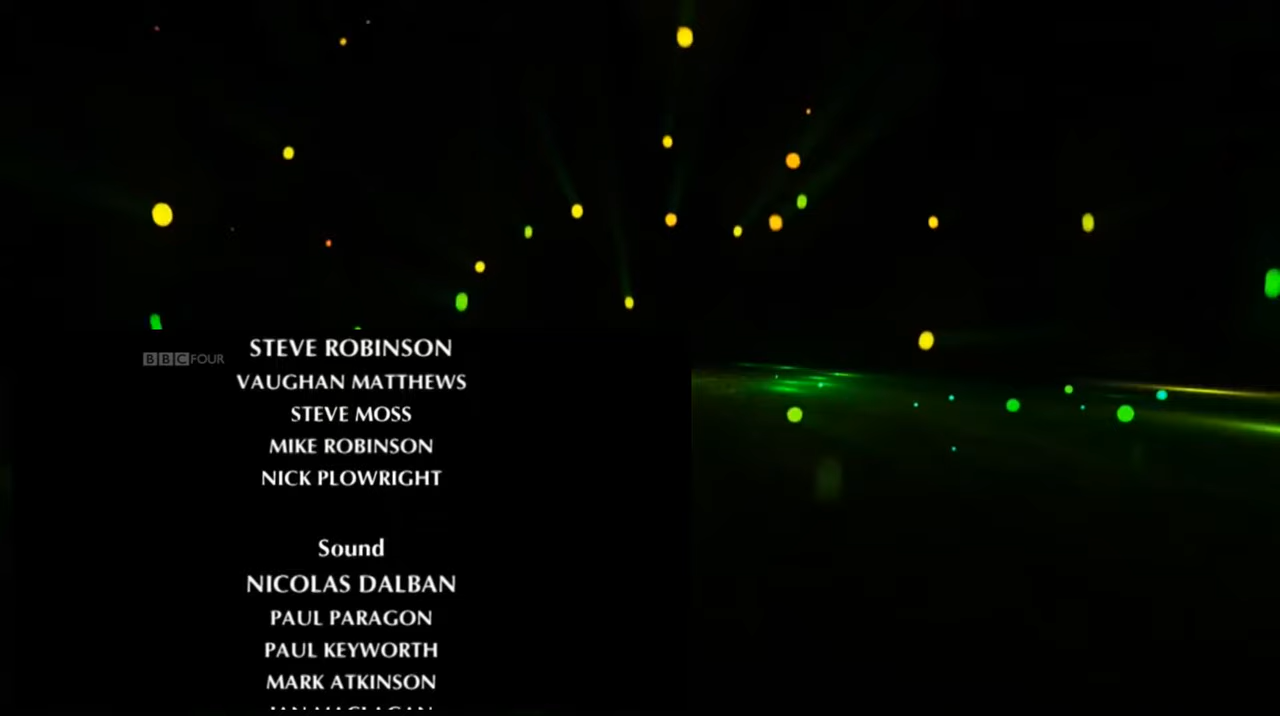 BBC FOUR
STEVE ROBINSON
VAUGHAN MATTHEWS
STEVE MOSS
MIKE ROBINSON
NICK PLOWRIGHT
Sound
NICOLAS DALBAN
PAUL PARAGON
PAUL KEYWORTH
MARK ATKINSON